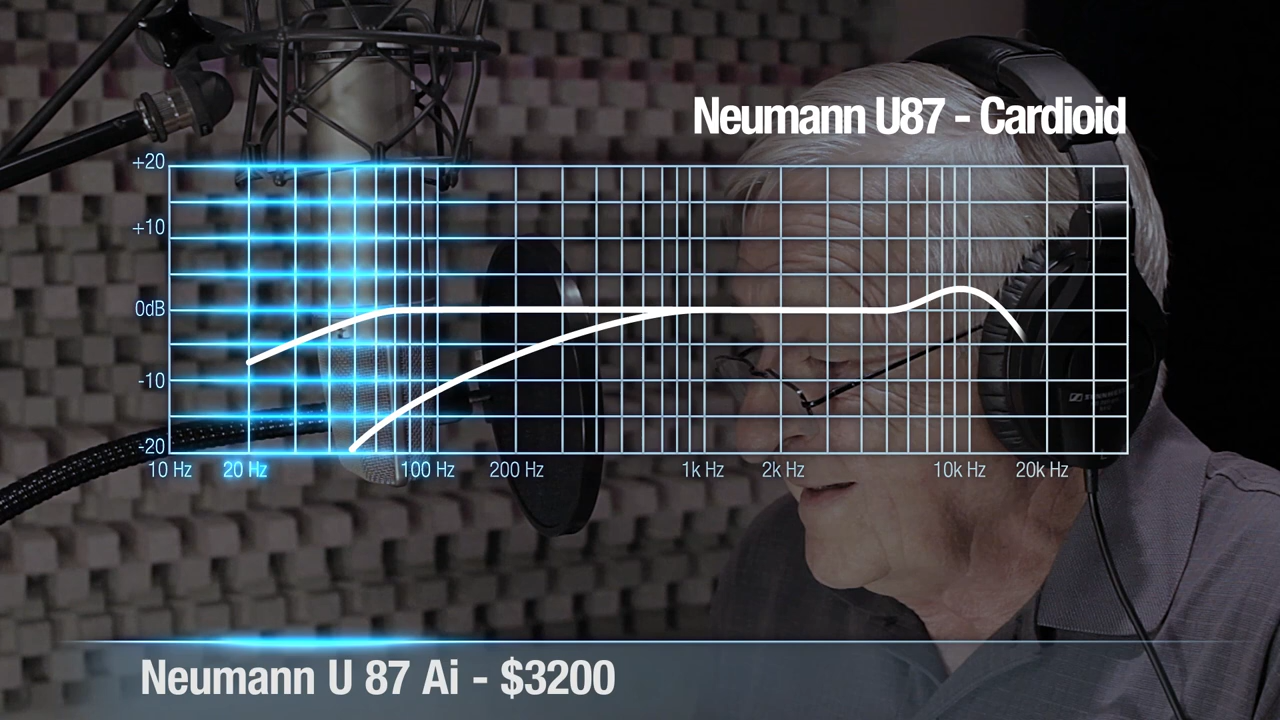 Neumann U87 - Cardioid
+20
+10
0dB
-10
-20
10 Hz 20 Hz 100 Hz 200 Hz 1k Hz 2k Hz 10k Hz 20k Hz
Neumann U 87 Ai - $3200